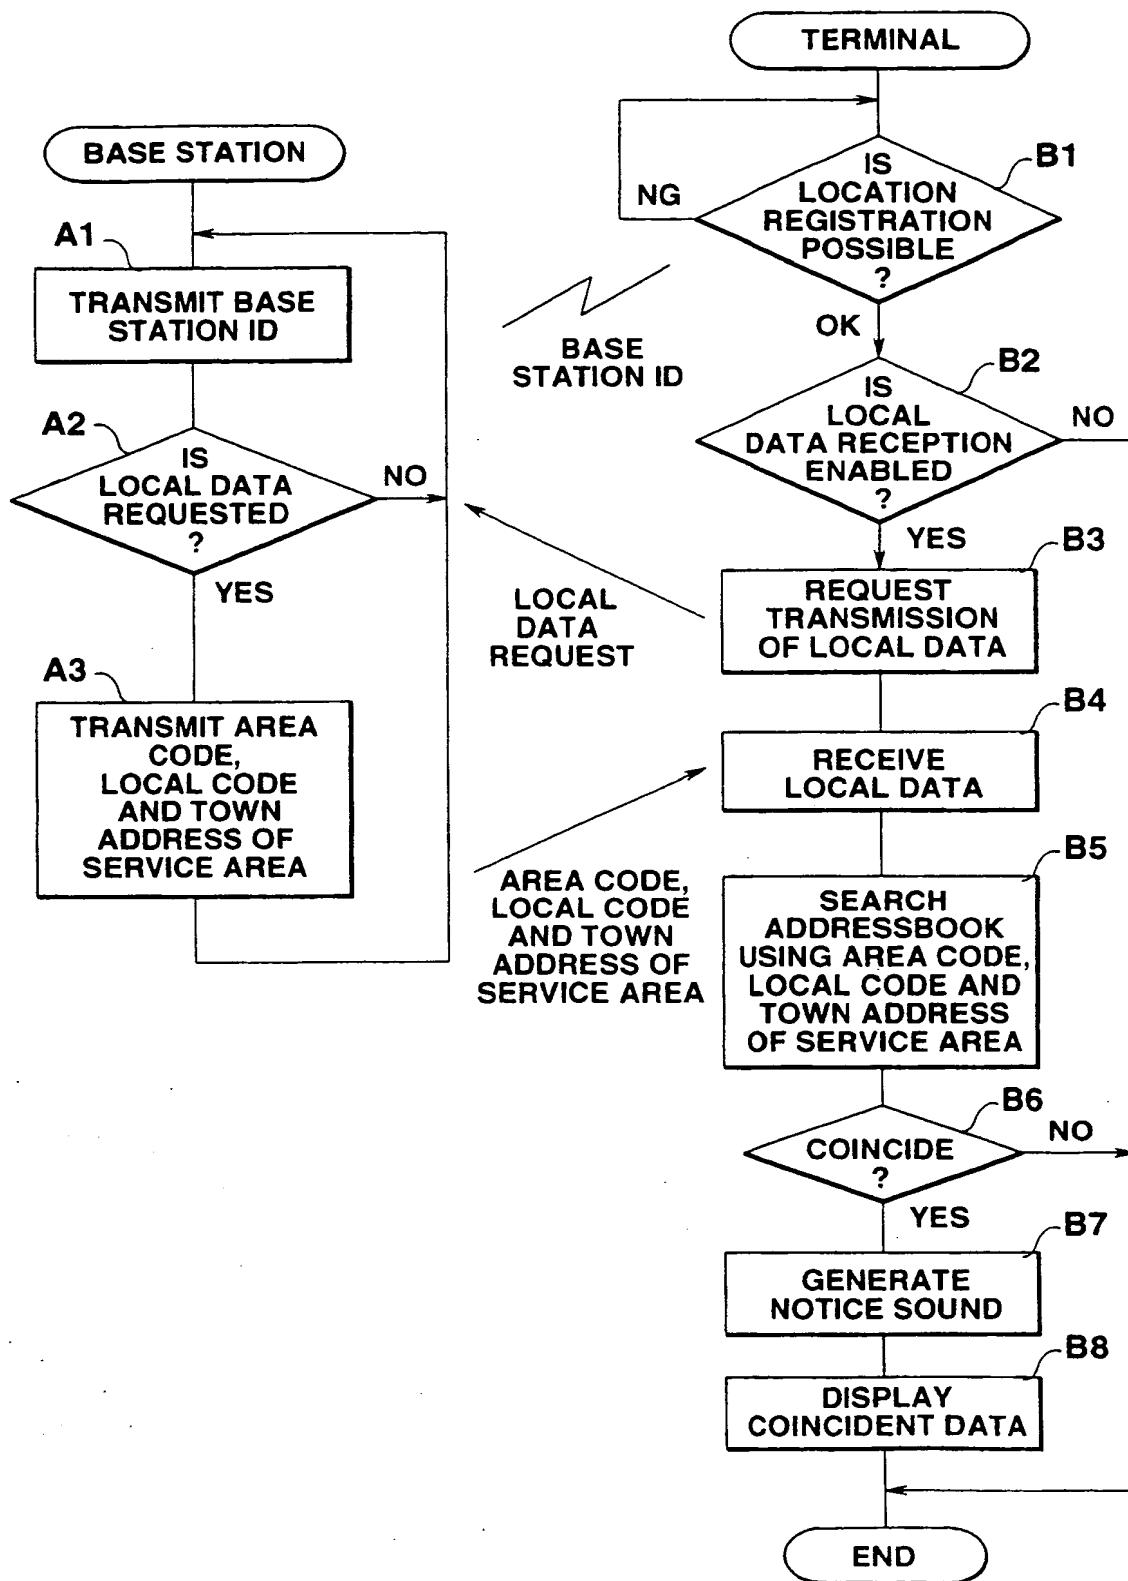 BASE STATION
A1
TRANSMIT BASE
STATION ID
A2
IS
LOCAL DATA
REQUESTED
?
NO
YES
A3
TRANSMIT AREA
CODE,
LOCAL CODE
AND TOWN
ADDRESS OF
SERVICE AREA
BASE
STATION ID
LOCAL
DATA
REQUEST
AREA CODE,
LOCAL CODE
AND TOWN
ADDRESS OF
SERVICE AREA
TERMINAL
B1
IS
LOCATION
REGISTRATION
POSSIBLE
?
NG
OK
B2
IS
LOCAL
DATA RECEPTION
ENABLED
?
NO
YES
B3
REQUEST
TRANSMISSION
OF LOCAL DATA
B4
RECEIVE
LOCAL DATA
B5
SEARCH
ADDRESSBOOK
USING AREA CODE,
LOCAL CODE AND
TOWN ADDRESS
OF SERVICE AREA
B6
COINCIDE
?
NO
YES
B7
GENERATE
NOTICE SOUND
B8
DISPLAY
COINCIDENT DATA
END